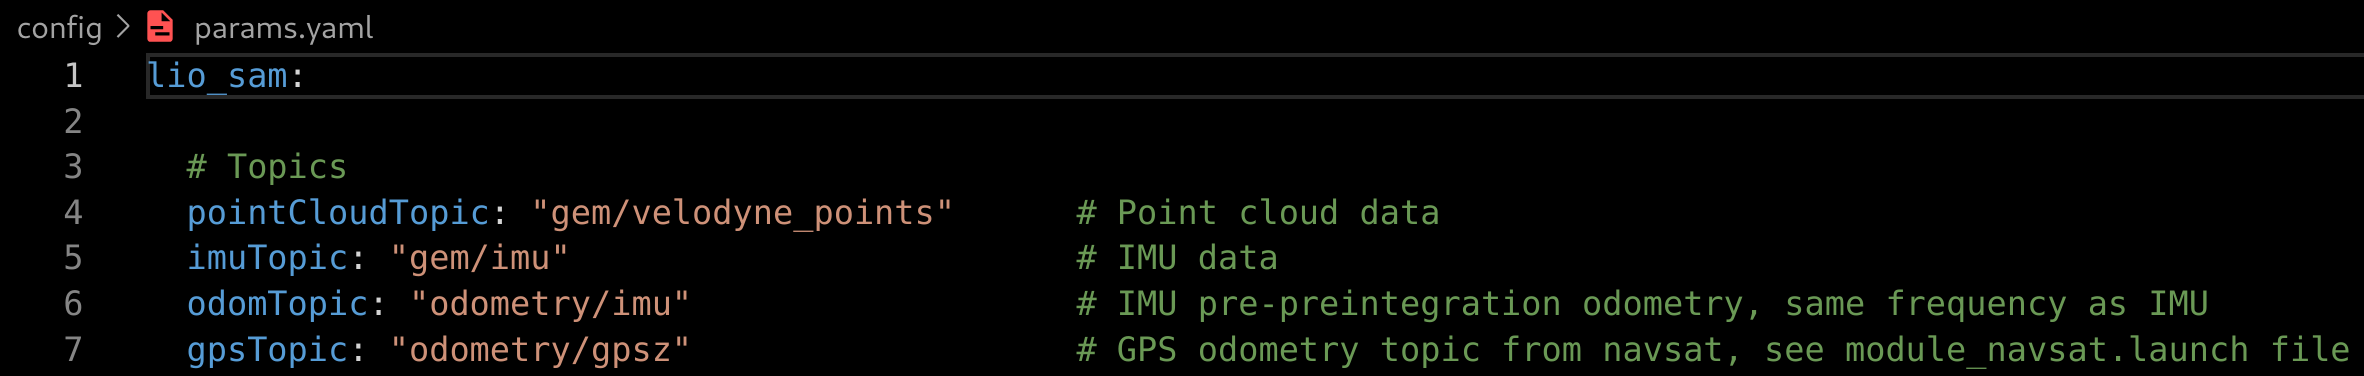 config > params.yaml
1 lio_sam:
2
3 # Topics
4 pointCloudTopic: "gem/velodyne_points" # Point cloud data
5 imuTopic: "gem/imu" # IMU data
6 odomTopic: "odometry/imu" # IMU pre-preintegration odometry, same frequency as IMU
7 gpsTopic: "odometry/gpsz" # GPS odometry topic from navsat, see module_navsat.launch file